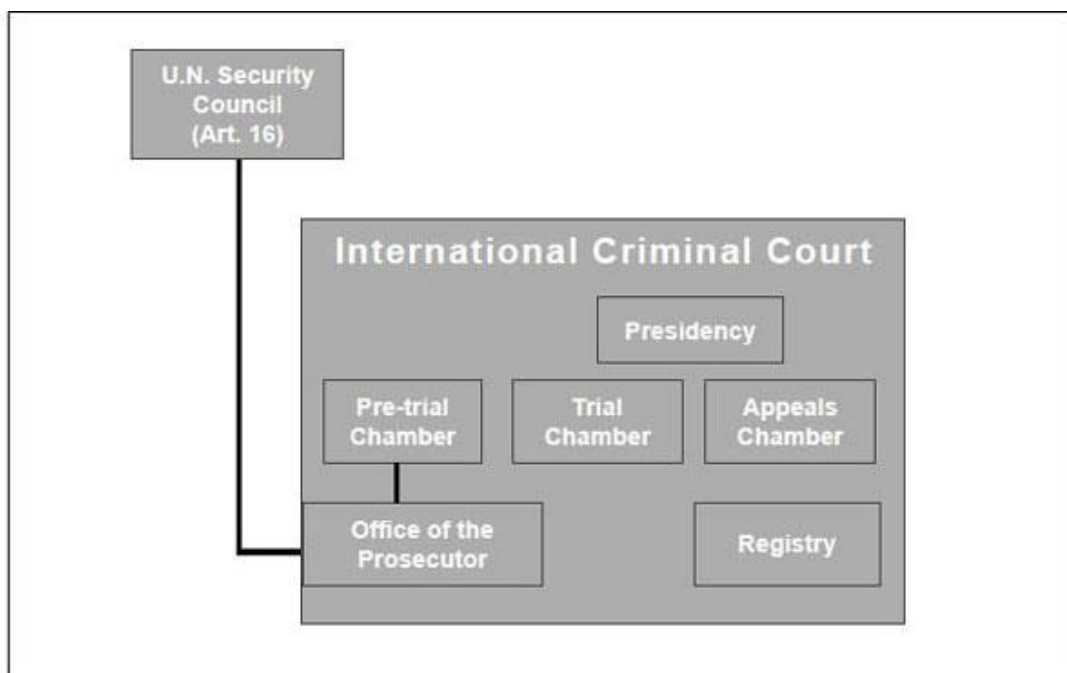 U.N. Security
Council
(Art. 16)
International Criminal Court
Presidency
Pre-trial
Chamber
Trial
Chamber
Appeals
Chamber
Office of the
Prosecutor
Registry